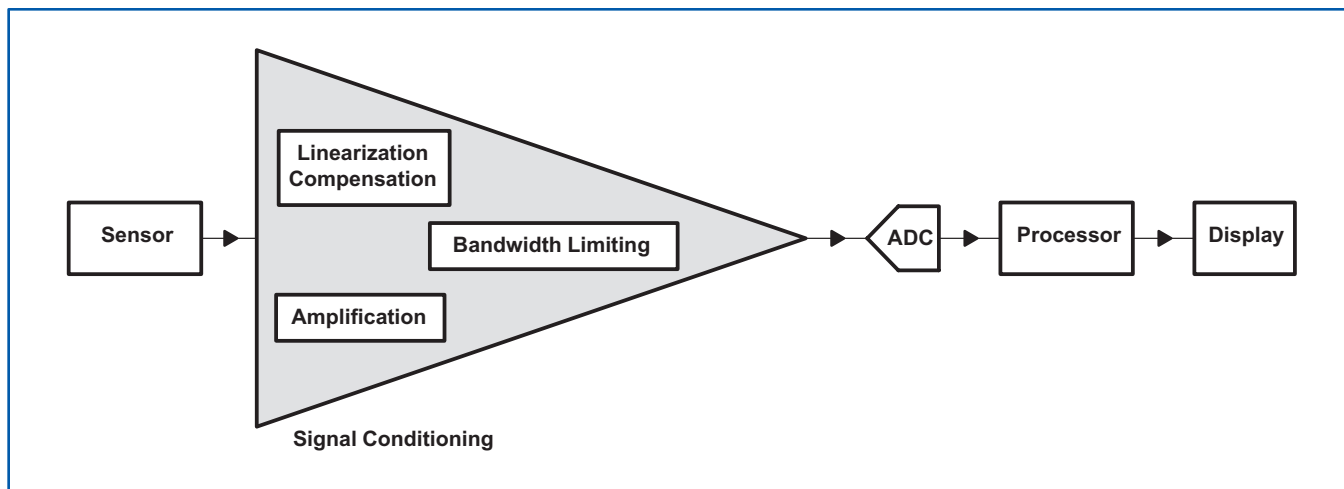 Linearization
Compensation
Sensor
Bandwidth Limiting
ADC
Processor
Display
Amplification
Signal Conditioning